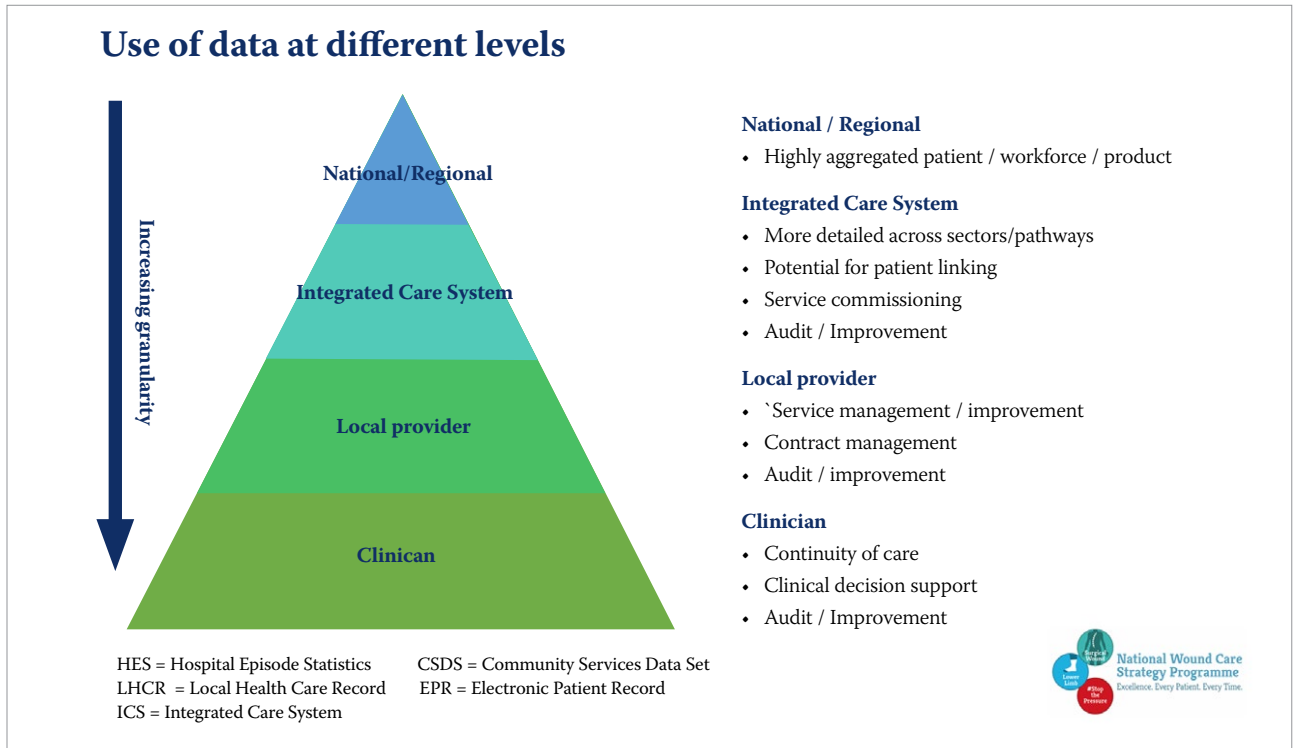 Use of data at different levels
Increasing granularity
National/Regional
Integrated Care System
Local provider
Clinican
National / Regional
• Highly aggregated patient / workforce / product
Integrated Care System
• More detailed across sectors/pathways
• Potential for patient linking
• Service commissioning
• Audit / Improvement
Local provider
• `Service management / improvement
• Contract management
• Audit / improvement
Clinician
• Continuity of care
• Clinical decision support
• Audit / Improvement
HES = Hospital Episode Statistics
CSDS = Community Services Data Set
LHCR = Local Health Care Record
EPR = Electronic Patient Record
ICS = Integrated Care System
Surgical
Wound
Lower
Limb
#Stop
the
Pressure
National Wound Care
Strategy Programme
Excellence. Every Patient. Every Time.